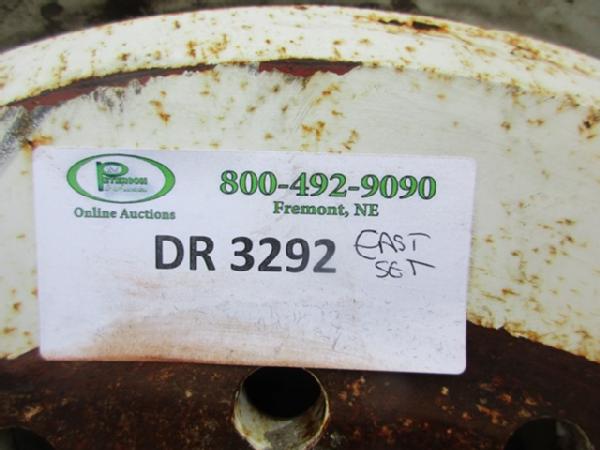 800-492-9090
Online Auctions
Fremont, NE
DR 3292
EAST
SET